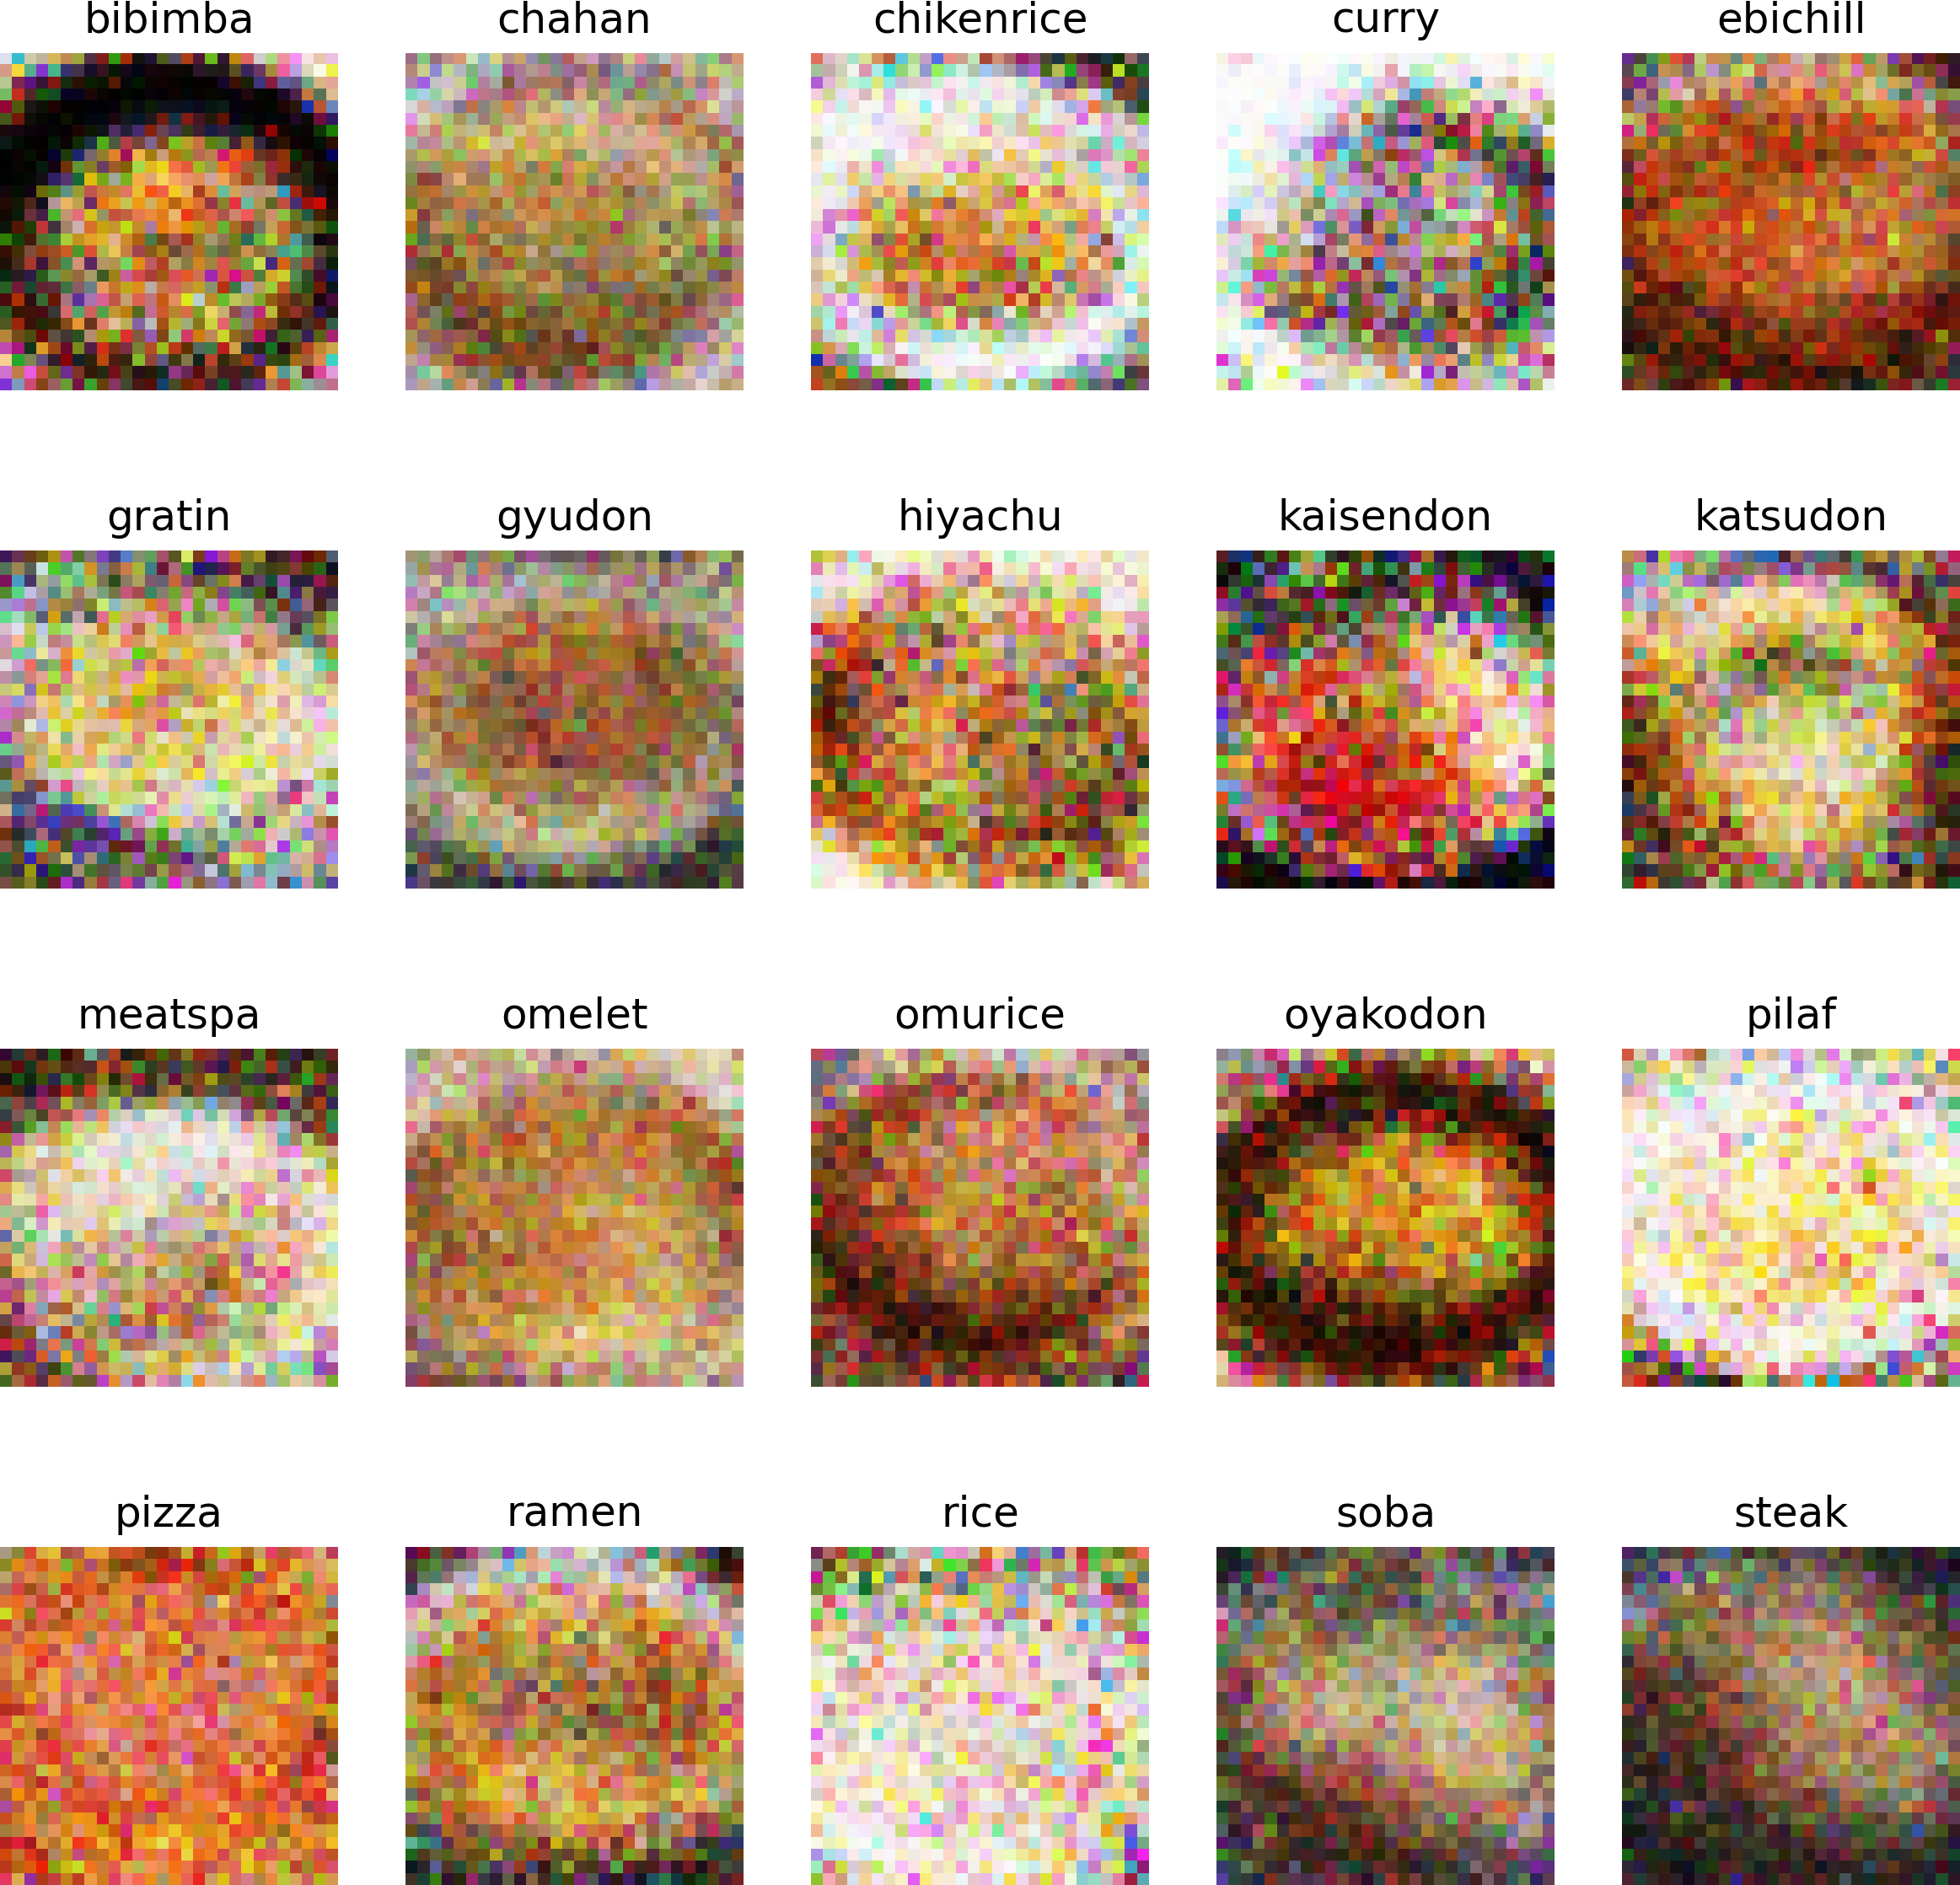 bibimba chahan chikenrice curry ebichill
gratin gyudon hiyachu kaisendon katsudon
meatspa omelet omurice oyakodon pilaf
pizza ramen rice soba steak